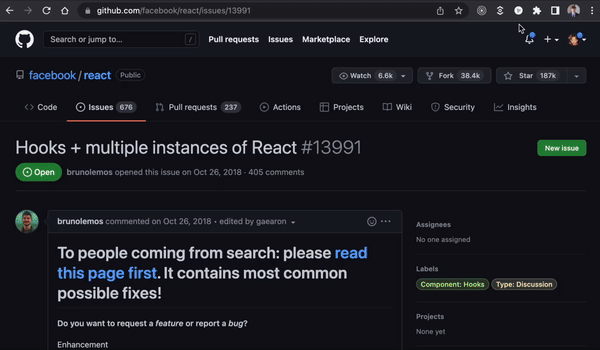 github.com/facebook/react/issues/13991
Search or jump to... / Pull requests Issues Marketplace Explore
facebook / react Public
Watch 6.6k Fork 38.4k Star 187k
Code Issues 676 Pull requests 237 Actions Projects Wiki Security Insights
Hooks + multiple instances of React #13991
New issue
Open brunolemos opened this issue on Oct 26, 2018 · 405 comments
brunolemos commented on Oct 26, 2018 • edited by gaearon
To people coming from search: please read
this page first. It contains most common
possible fixes!
Do you want to request a feature or report a bug?
Enhancement
Assignees
No one assigned
Labels
Component: Hooks Type: Discussion
Projects
None yet